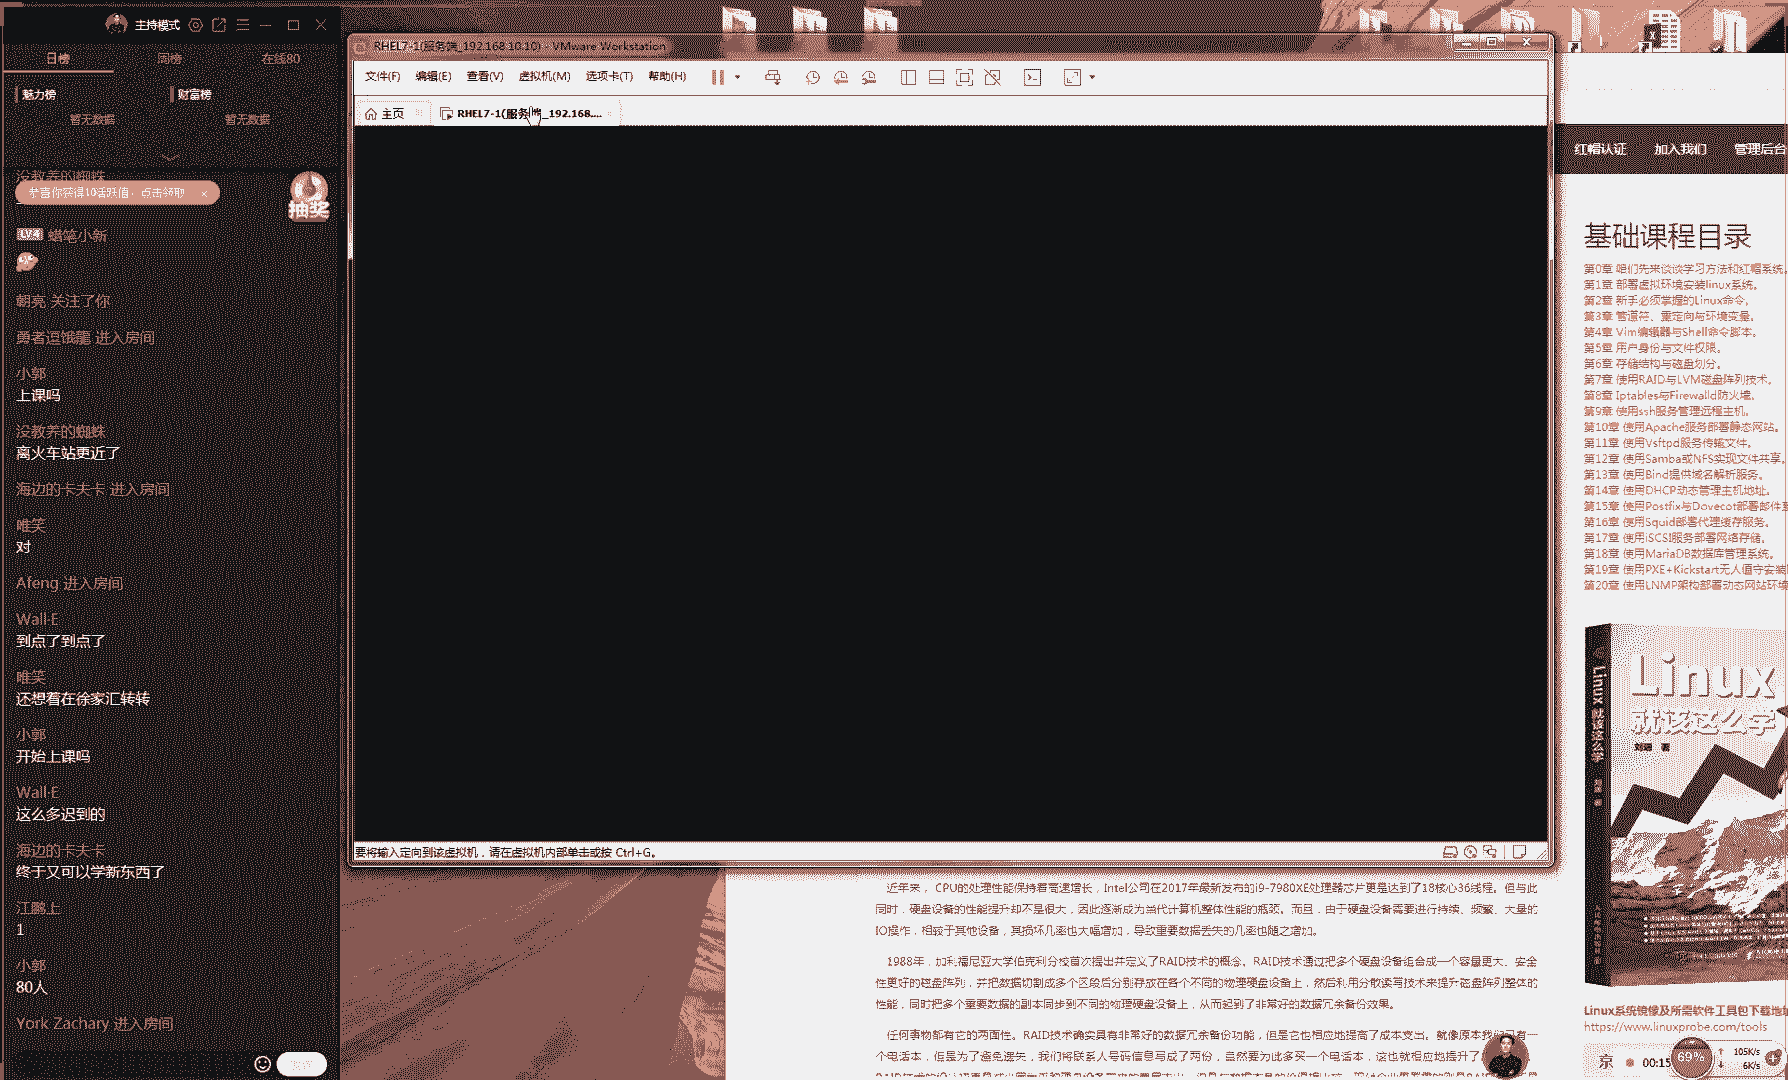 主持模式
日榜
周榜
在线80
魅力榜
财富榜
暂无数据
暂无数据
没教养的蜘蛛
恭喜你获得10活跃值，点击领取
抽奖
LV.4 蜡笔小新
朝亮 关注了你
勇者逗饿龍 进入房间
小郭
上课吗
没教养的蜘蛛
离火车站更近了
海边的卡夫卡 进入房间
唯笑
对
Afeng 进入房间
Wall-E
到点了到点了
唯笑
还想着在徐家汇转转
小郭
开始上课吗
Wall-E
这么多迟到的
海边的卡夫卡
终于又可以学新东西了
江鹏上
1
小郭
80人
York Zachary 进入房间
RHEL7-1(服务端_192.168.10.10) - VMware Workstation
文件(F) 编辑(E) 查看(V) 虚拟机(M) 选项卡(T) 帮助(H)
主页
RHEL7-1(服务端_192.168....
要将输入定向到该虚拟机，请在虚拟机内部单击或按 Ctrl+G。
红帽认证 加入我们 管理后台
基础课程目录
第0章 咱们先来谈谈学习方法和红帽系统。
第1章 部署虚拟环境安装linux系统。
第2章 新手必须掌握的Linux命令。
第3章 管道符、重定向与环境变量。
第4章 Vim编辑器与Shell命令脚本。
第5章 用户身份与文件权限。
第6章 存储结构与磁盘划分。
第7章 使用RAID与LVM磁盘阵列技术。
第8章 Iptables与Firewalld防火墙。
第9章 使用ssh服务管理远程主机。
第10章 使用Apache服务部署静态网站。
第11章 使用Vsftpd服务传输文件。
第12章 使用Samba或NFS实现文件共享。
第13章 使用Bind提供域名解析服务。
第14章 使用DHCP动态管理主机地址。
第15章 使用Postfix与Dovecot部署邮件
第16章 使用Squid部署代理缓存服务。
第17章 使用iSCSI服务部署网络存储。
第18章 使用MariaDB数据库管理系统。
第19章 使用PXE+Kickstart无人值守安装
第20章 使用LNMP架构部署动态网站环境
Linux
就该这么学
刘遄 著
Linux 就该这么学
Linux系统镜像及所需软件工具包下载地址
https://www.linuxprobe.com/tools
近年来， CPU的处理性能保持着高速增长，Intel公司在2017年最新发布的i9-7980XE处理器芯片更是达到了18核心36线程。但与此
同时，硬盘设备的性能提升却不是很大，因此逐渐成为当代计算机整体性能的瓶颈。而且，由于硬盘设备需要进行持续、频繁、大量的
IO操作，相较于其他设备，其损坏几率也大幅增加，导致重要数据丢失的几率也随之增加。
1988年，加利福尼亚大学伯克利分校首次提出并定义了RAID技术的概念。RAID技术通过把多个硬盘设备组合成一个容量更大、安全
性更好的磁盘阵列，并把数据切割成多个区段后分别存放在各个不同的物理硬盘设备上，然后利用分散读写技术来提升磁盘阵列整体的
性能，同时把多个重要数据的副本同步到不同的物理硬盘设备上，从而起到了非常好的数据冗余备份效果。
任何事物都有它的两面性。RAID技术确实具有非常好的数据冗余备份功能，但是它也相应地提高了成本支出。就像原本我们只有一
个电话本，但是为了避免遗失，我们将联系人号码信息写成了两份，自然要为此多买一个电话本，这也就相应地提升了
京
00:15
69%
105K/s
6K/s